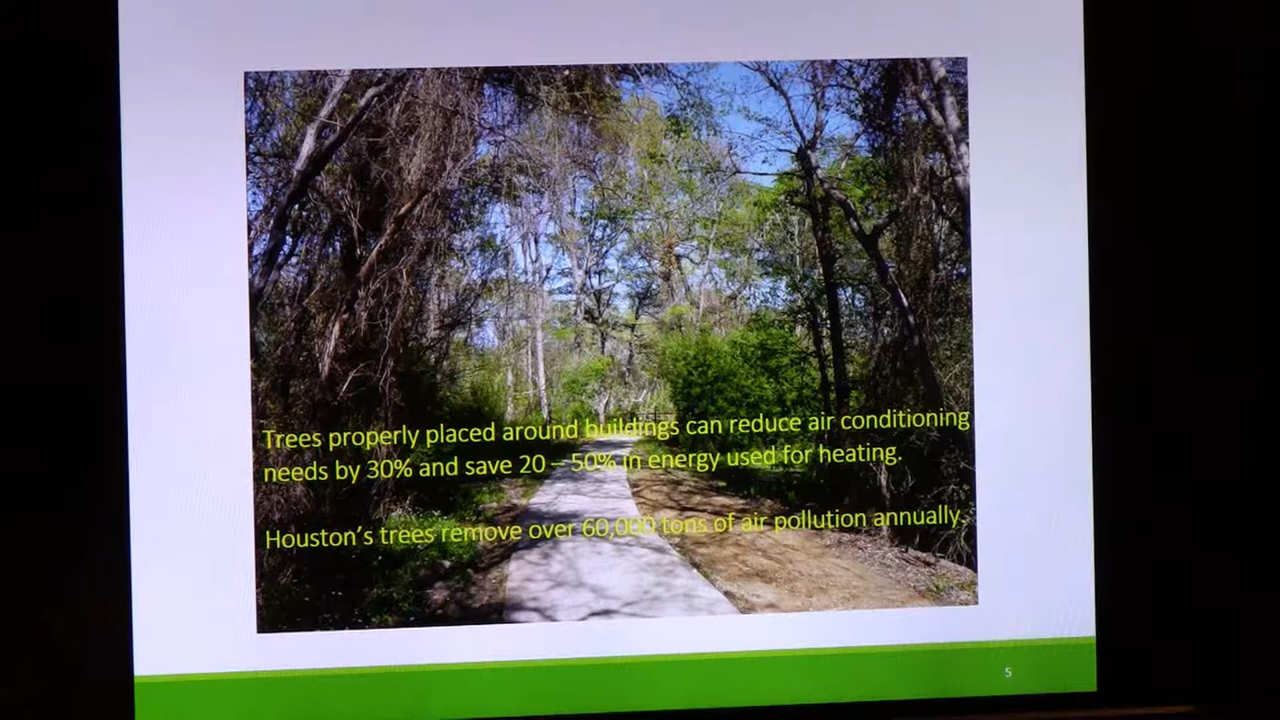 Trees properly placed around buildings can reduce air conditioning
needs by 30% and save 20 – 50% in energy used for heating.
Houston's trees remove over 60,000 tons of air pollution annually.
5